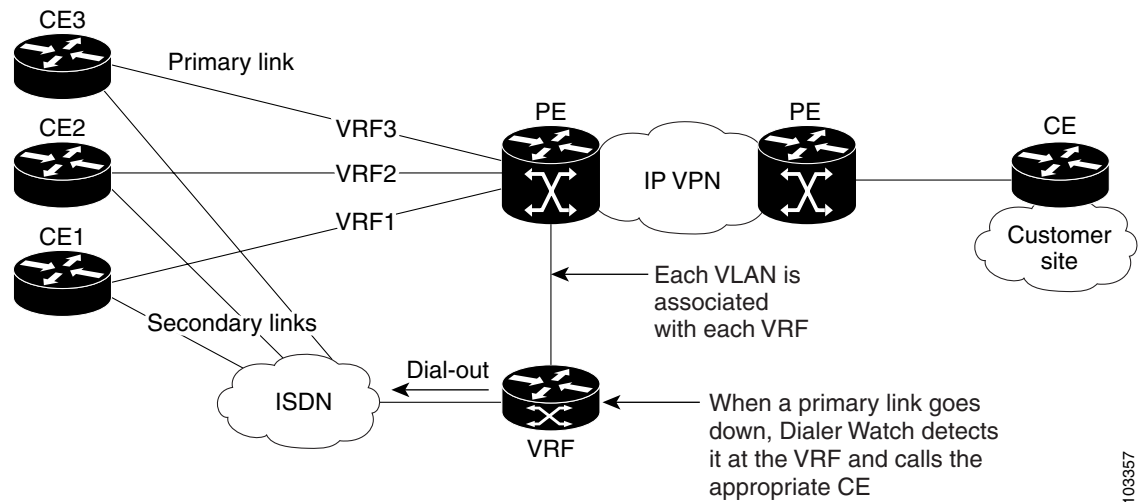 CE3
Primary link
CE2
VRF3
PE
PE
CE
VRF2
IP VPN
CE1
VRF1
Customer
site
Each VLAN is
associated
with each VRF
Secondary links
Dial-out
ISDN
VRF
When a primary link goes
down, Dialer Watch detects
it at the VRF and calls the
appropriate CE
103357